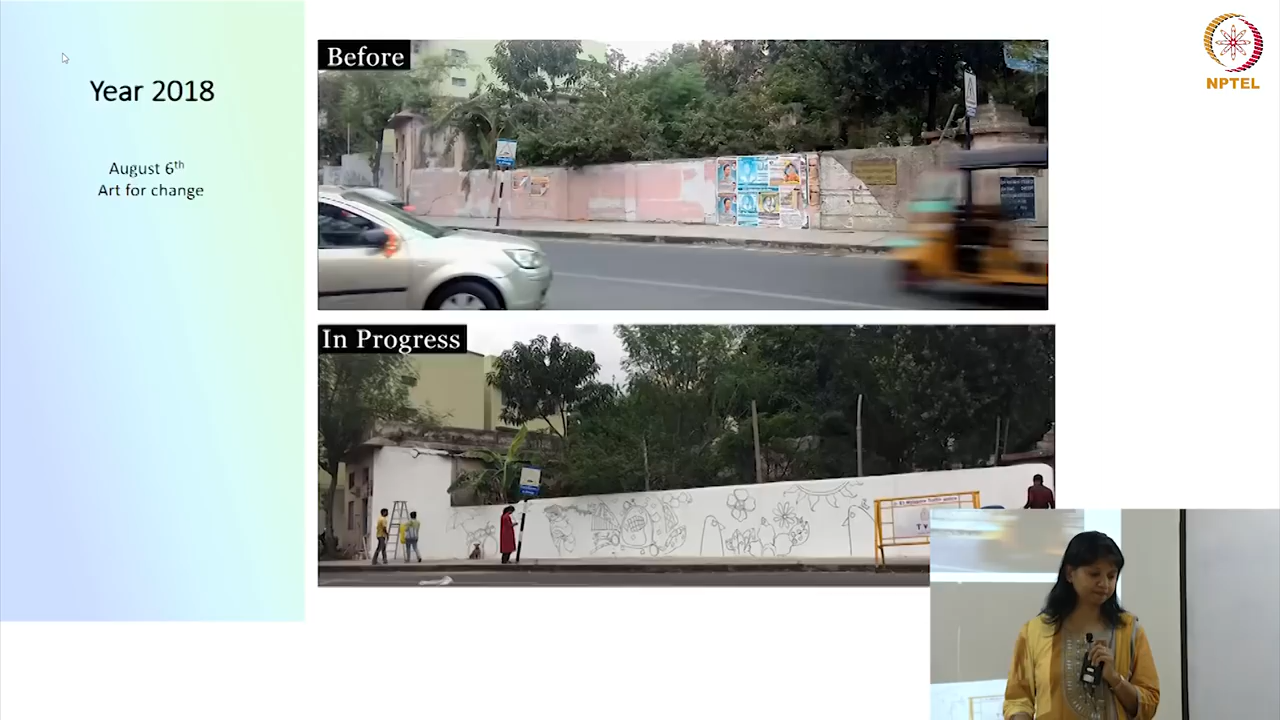 Year 2018
August 6th
Art for change
Before
In Progress
NPTEL